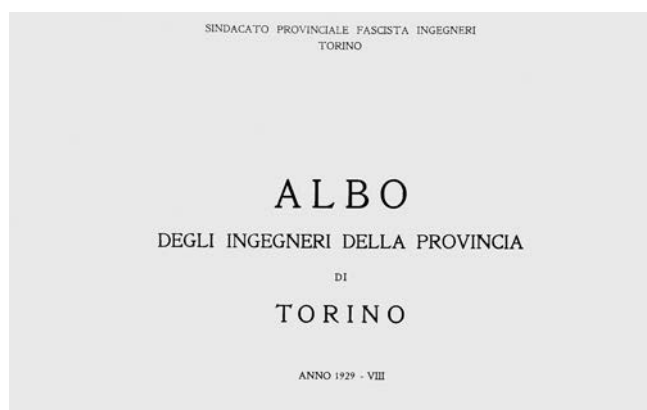 SINDACATO PROVINCIALE FASCISTA INGEGNERI
TORINO
ALBO
DEGLI INGEGNERI DELLA PROVINCIA
DI
TORINO
ANNO 1929 - VIII